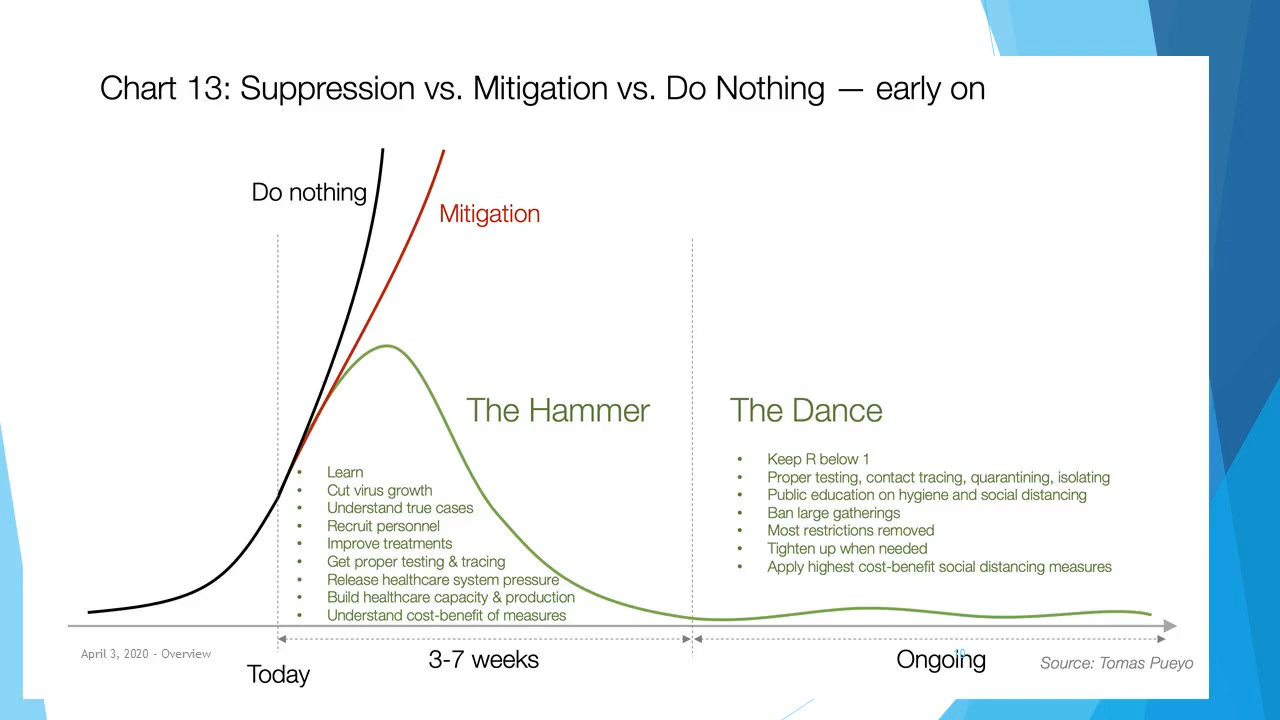 Chart 13: Suppression vs. Mitigation vs. Do Nothing — early on
Do nothing
Mitigation
The Hammer
• Learn
• Cut virus growth
• Understand true cases
• Recruit personnel
• Improve treatments
• Get proper testing & tracing
• Release healthcare system pressure
• Build healthcare capacity & production
• Understand cost-benefit of measures
The Dance
• Keep R below 1
• Proper testing, contact tracing, quarantining, isolating
• Public education on hygiene and social distancing
• Ban large gatherings
• Most restrictions removed
• Tighten up when needed
• Apply highest cost-benefit social distancing measures
April 3, 2020 - Overview
Today
3-7 weeks
Ongoing
Source: Tomas Pueyo